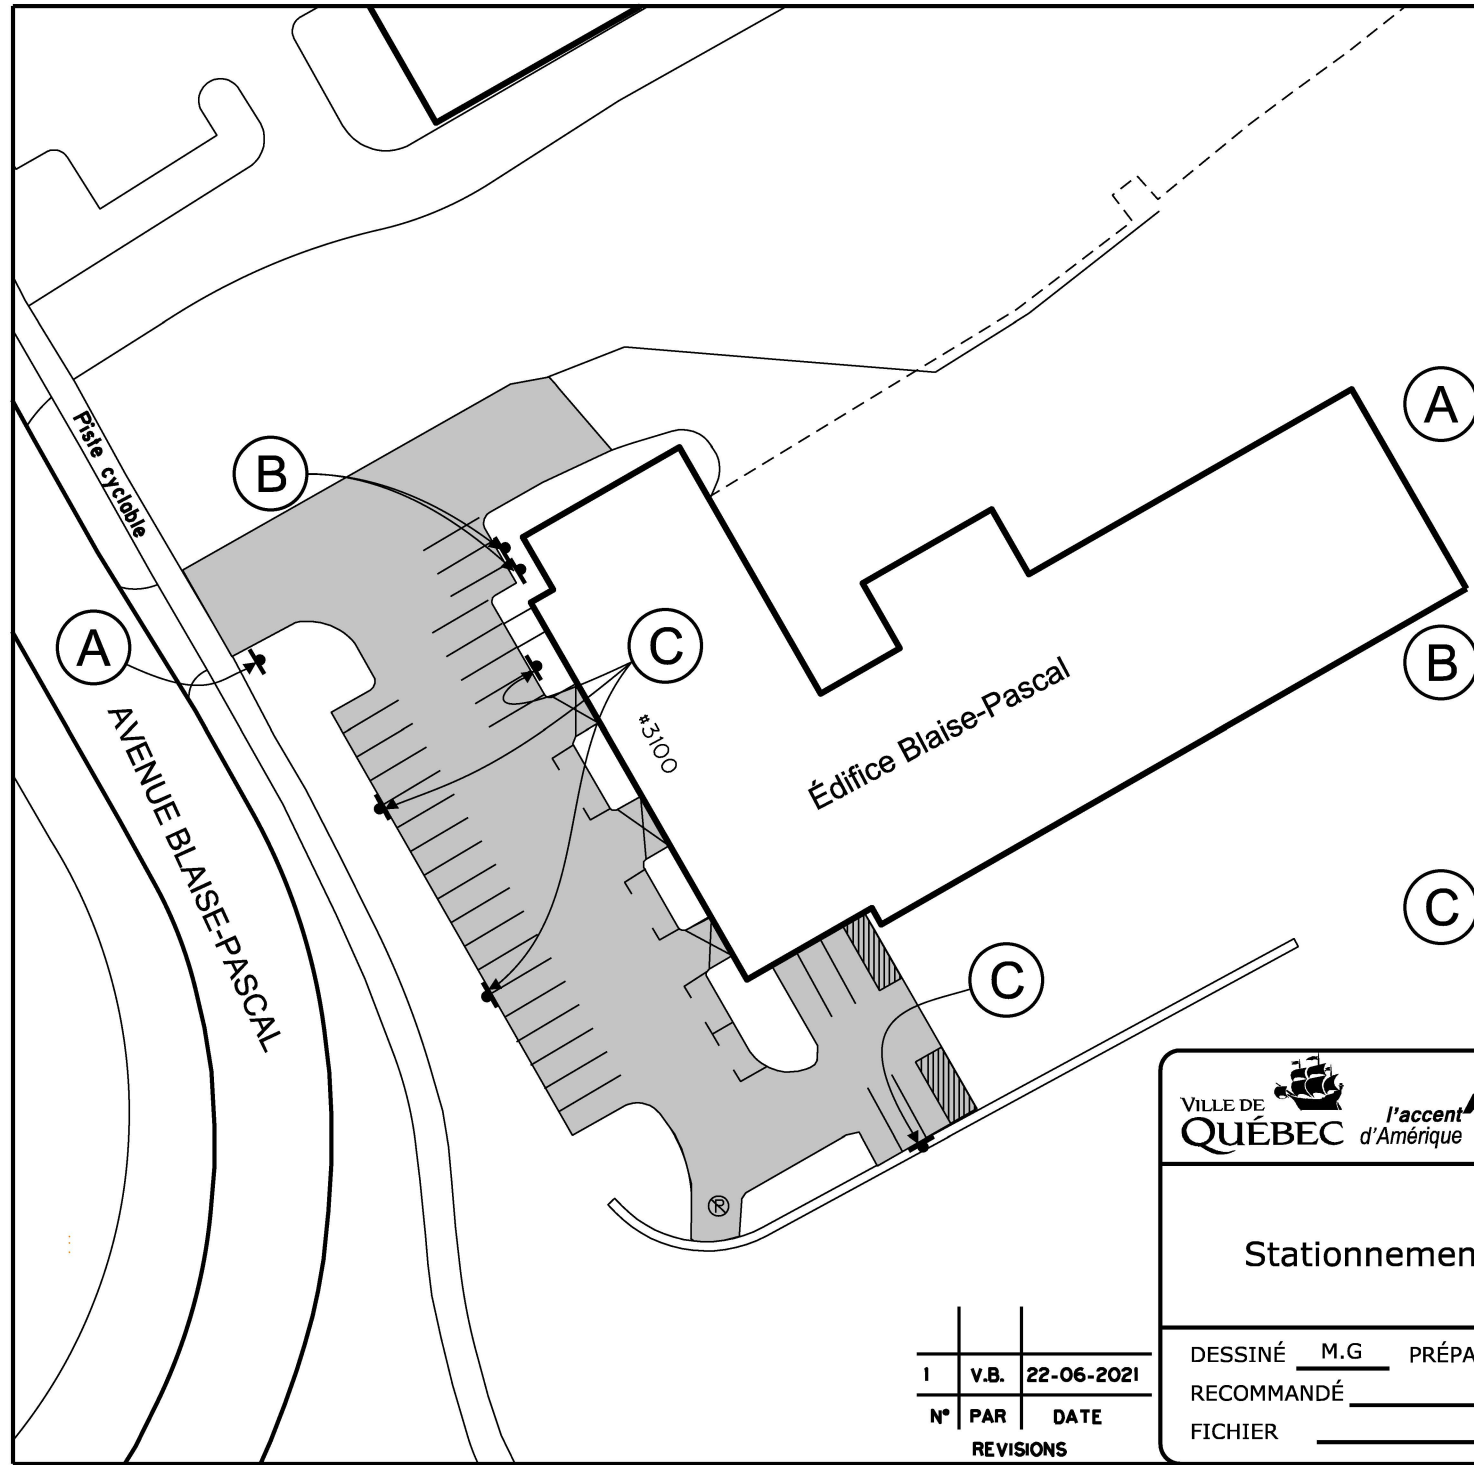 A
Piste cyclable
B
A
C
B
#3100
Édifice Blaise-Pascal
AVENUE BLAISE-PASCAL
C
C
R
VILLE DE
QUÉBEC
l'accent
d'Amérique
Stationnemen
DESSINÉ M.G PRÉPA
RECOMMANDÉ
FICHIER
1 V.B. 22-06-2021
N° PAR DATE
REVISIONS